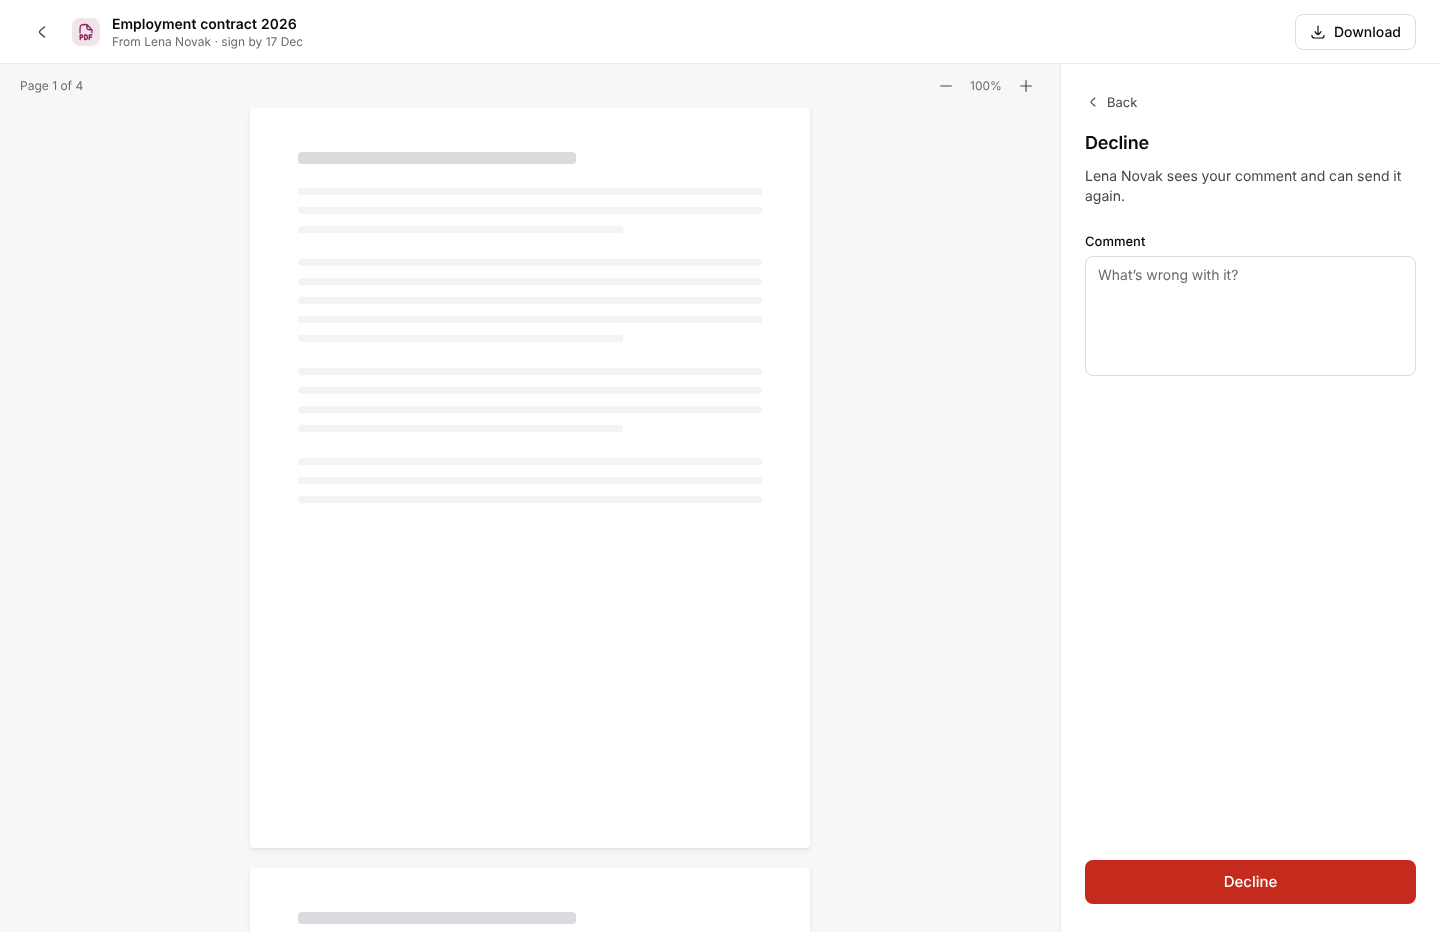 PDF
Employment contract 2026
From Lena Novak · sign by 17 Dec
Download
Page 1 of 4
100%
Back
Decline
Lena Novak sees your comment and can send it
again.
Comment
What’s wrong with it?
Decline